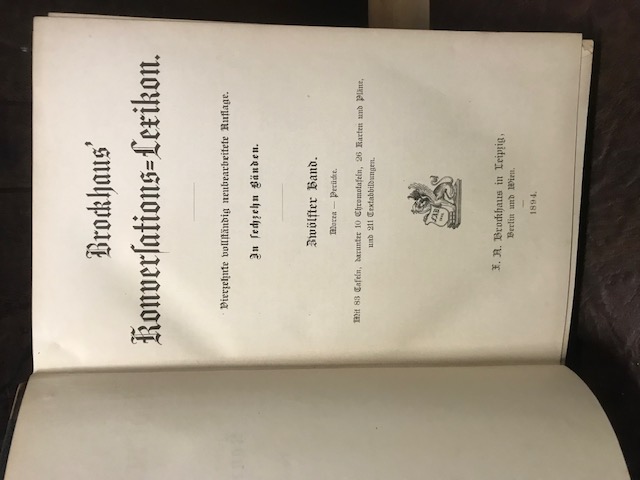 Brockhaus'
Konversations=Lexikon.
Vierzehnte vollständig neubearbeitete Auflage.
In sechzehn Bänden.
Zwölfter Band.
Morea — Perücke.
Mit 83 Tafeln, darunter 10 Chromotafeln, 26 Karten und Pläne,
und 211 Textabbildungen.
F. A. Brockhaus in Leipzig,
Berlin und Wien.
1894.